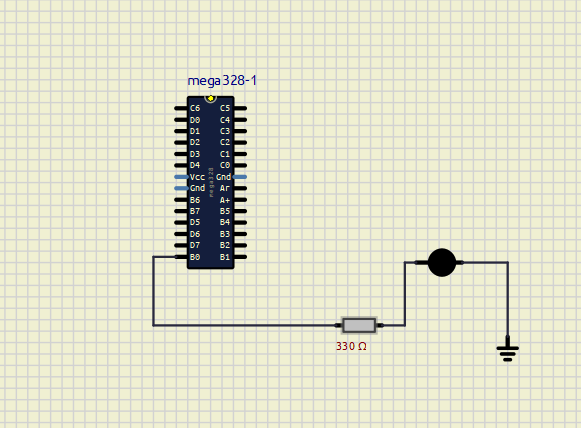 mega328-1
C6 C5
D0 C4
D1 C3
D2 C2
D3 C1
D4 C0
Vcc Gnd
Gnd Ar
B6 A+
B7 B5
D5 B4
D6 B3
D7 B2
B0 B1
mega328
330 Ω